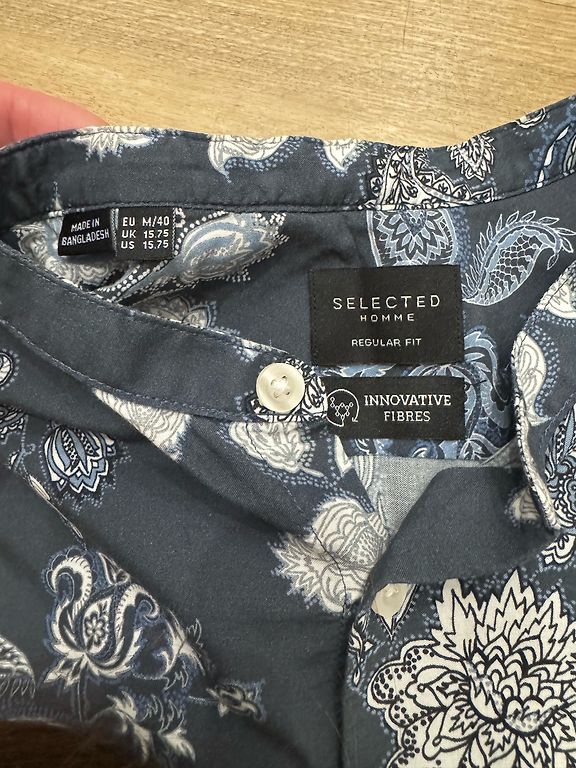 MADE IN
BANGLADESH
EU M/40
UK 15.75
US 15.75
SELECTED
HOMME
REGULAR FIT
INNOVATIVE
FIBRES